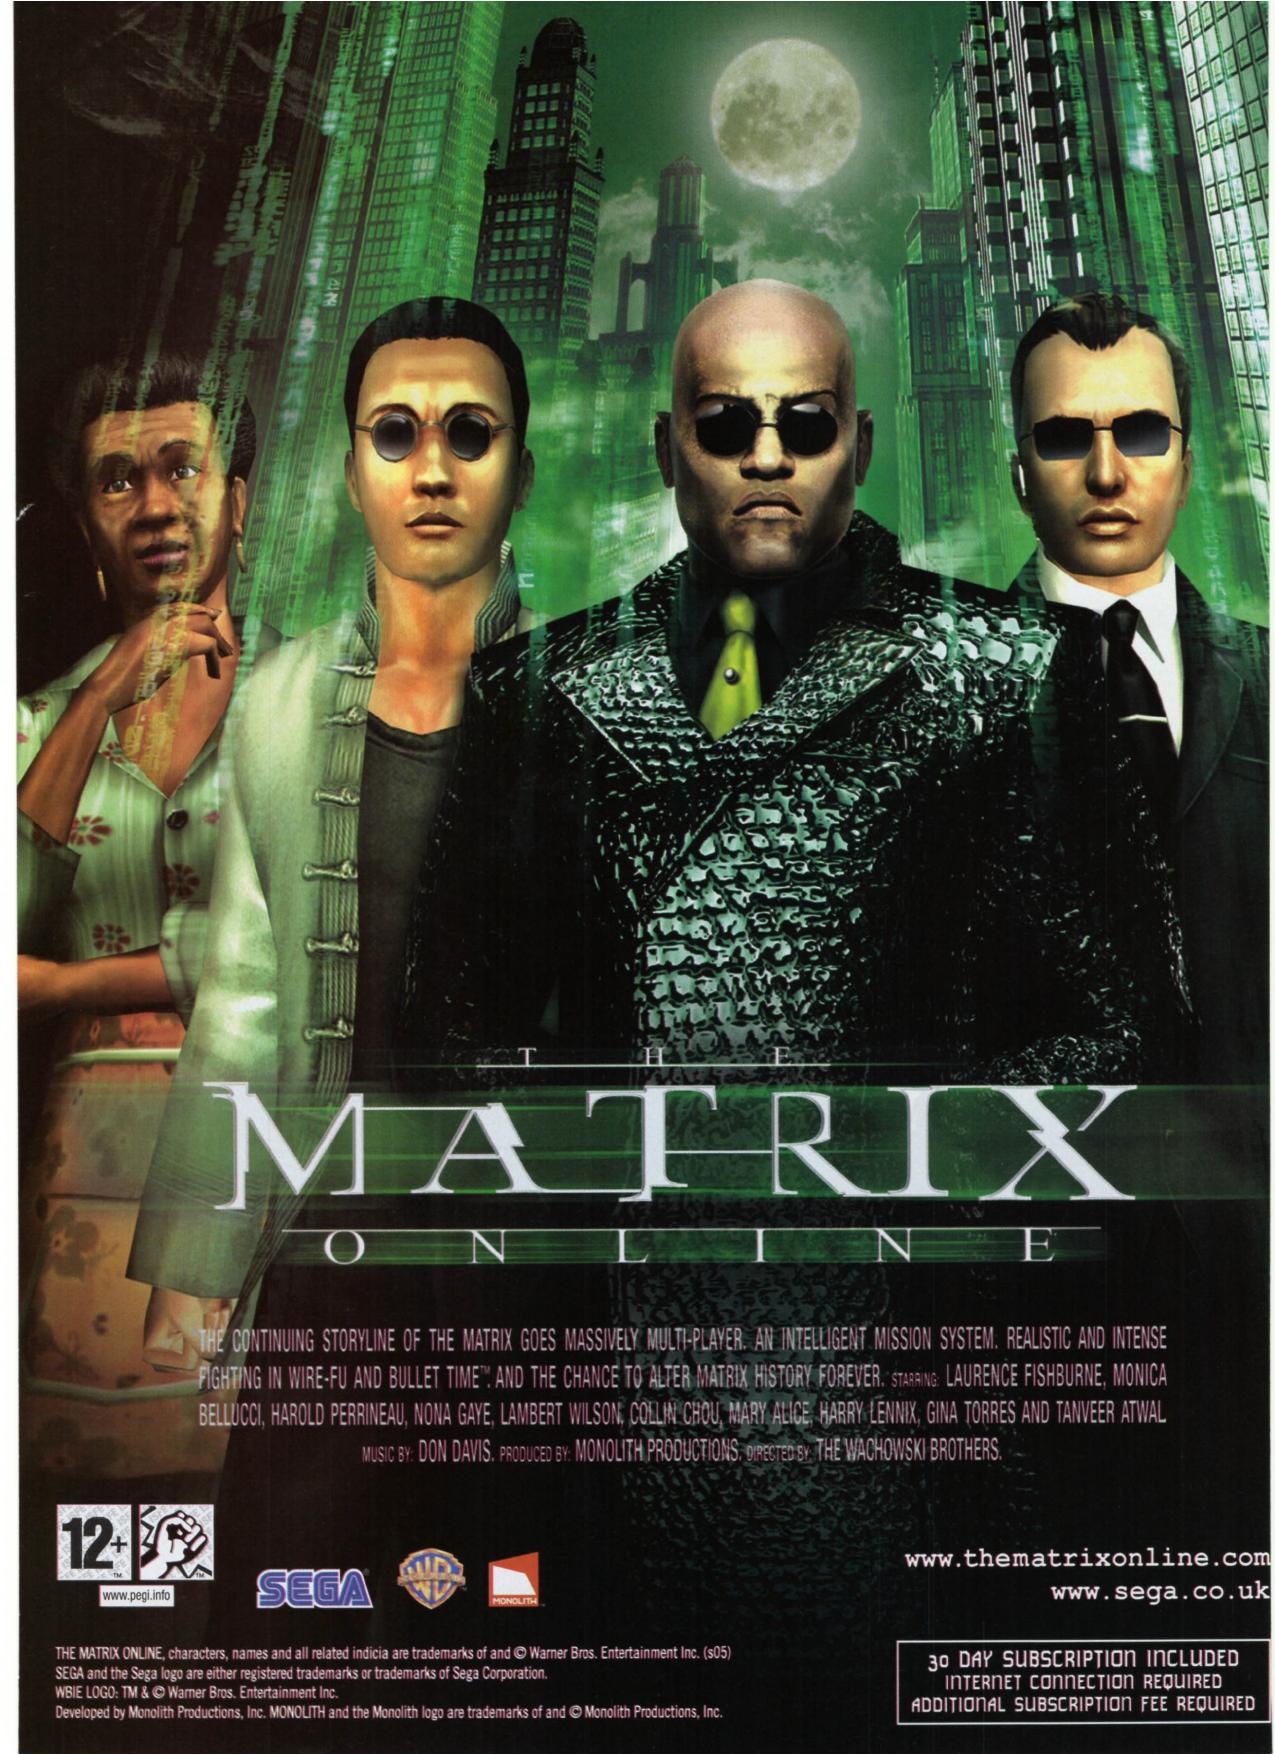 THE
MATRIX
ONLINE
THE CONTINUING STORYLINE OF THE MATRIX GOES MASSIVELY MULTI-PLAYER. AN INTELLIGENT MISSION SYSTEM. REALISTIC AND INTENSE
FIGHTING IN WIRE-FU AND BULLET TIME™. AND THE CHANCE TO ALTER MATRIX HISTORY FOREVER. STARRING: LAURENCE FISHBURNE, MONICA
BELLUCCI, HAROLD PERRINEAU, NONA GAYE, LAMBERT WILSON, COLLIN CHOU, MARY ALICE, HARRY LENNIX, GINA TORRES AND TANVEER ATWAL.
MUSIC BY: DON DAVIS. PRODUCED BY: MONOLITH PRODUCTIONS. DIRECTED BY: THE WACHOWSKI BROTHERS.
12+
TM
TM
www.pegi.info
SEGA®
WB
MONOLITH
www.thematrixonline.com
www.sega.co.uk
THE MATRIX ONLINE, characters, names and all related indicia are trademarks of and © Warner Bros. Entertainment Inc. (s05)
SEGA and the Sega logo are either registered trademarks or trademarks of Sega Corporation.
WBIE LOGO: TM & © Warner Bros. Entertainment Inc.
Developed by Monolith Productions, Inc. MONOLITH and the Monolith logo are trademarks of and © Monolith Productions, Inc.
30 DAY SUBSCRIPTION INCLUDED
INTERNET CONNECTION REQUIRED
ADDITIONAL SUBSCRIPTION FEE REQUIRED